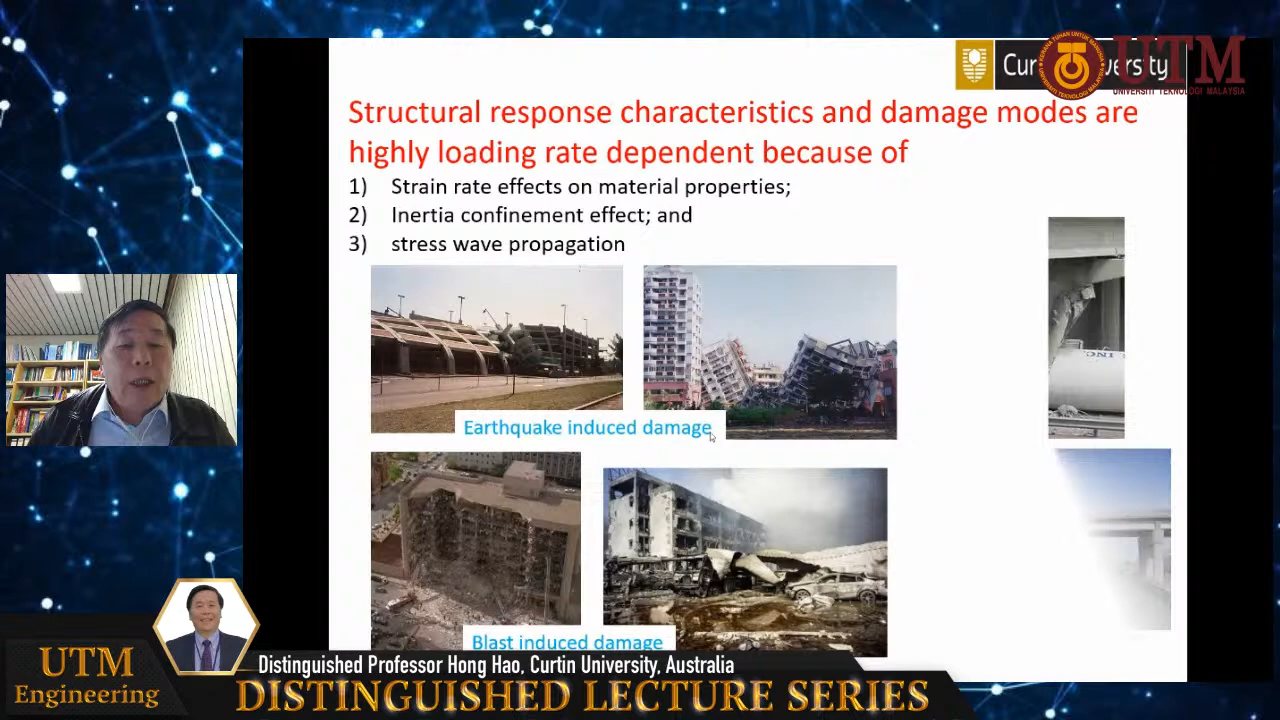 Curtin University
UTM
UNIVERSITI TEKNOLOGI MALAYSIA
Structural response characteristics and damage modes are
highly loading rate dependent because of
1) Strain rate effects on material properties;
2) Inertia confinement effect; and
3) stress wave propagation
Earthquake induced damage
Blast induced damage
UTM
Engineering
Distinguished Professor Hong Hao, Curtin University, Australia
DISTINGUISHED LECTURE SERIES